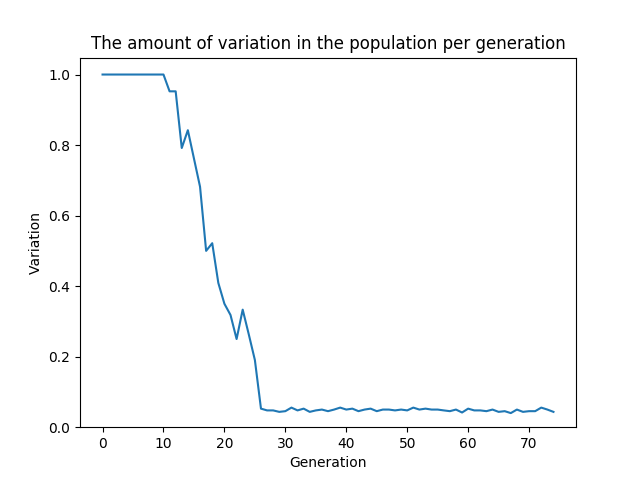 The amount of variation in the population per generation
1.0
0.8
0.6
0.4
0.2
0.0
Variation
0 10 20 30 40 50 60 70
Generation